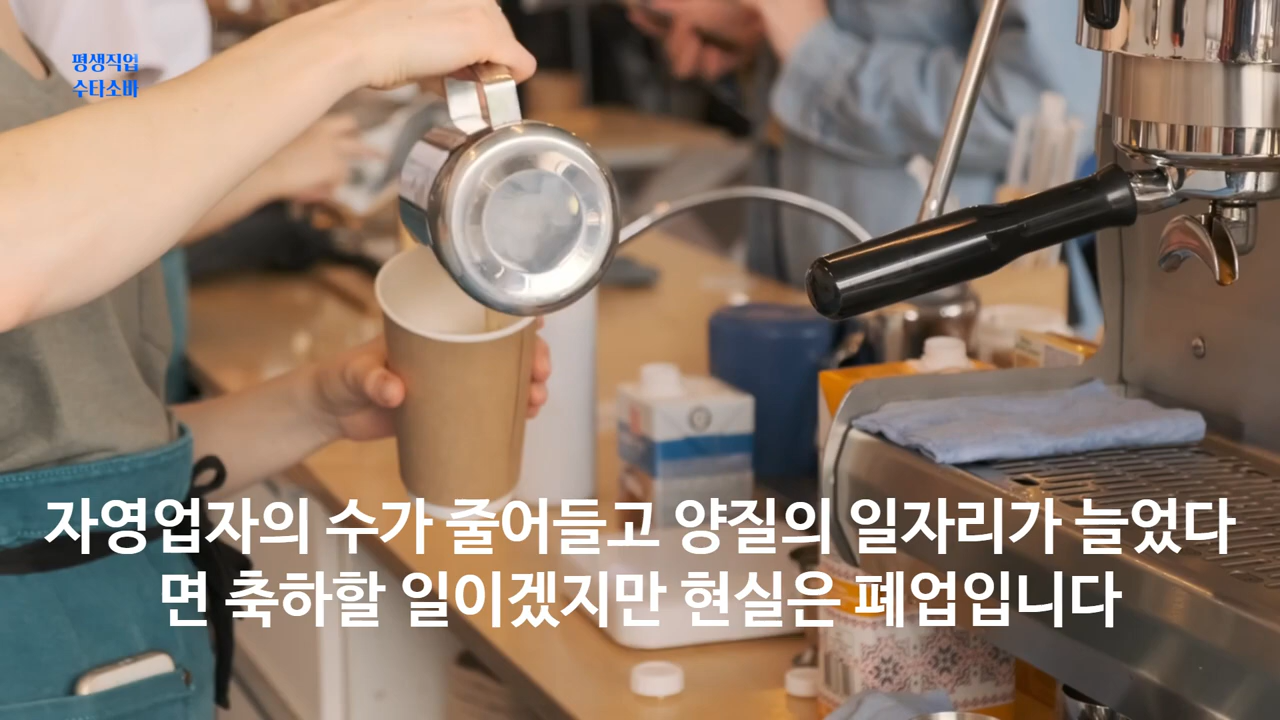 평생직업
수타소바
자영업자의 수가 줄어들고 양질의 일자리가 늘었다
면 축하할 일이겠지만 현실은 폐업입니다